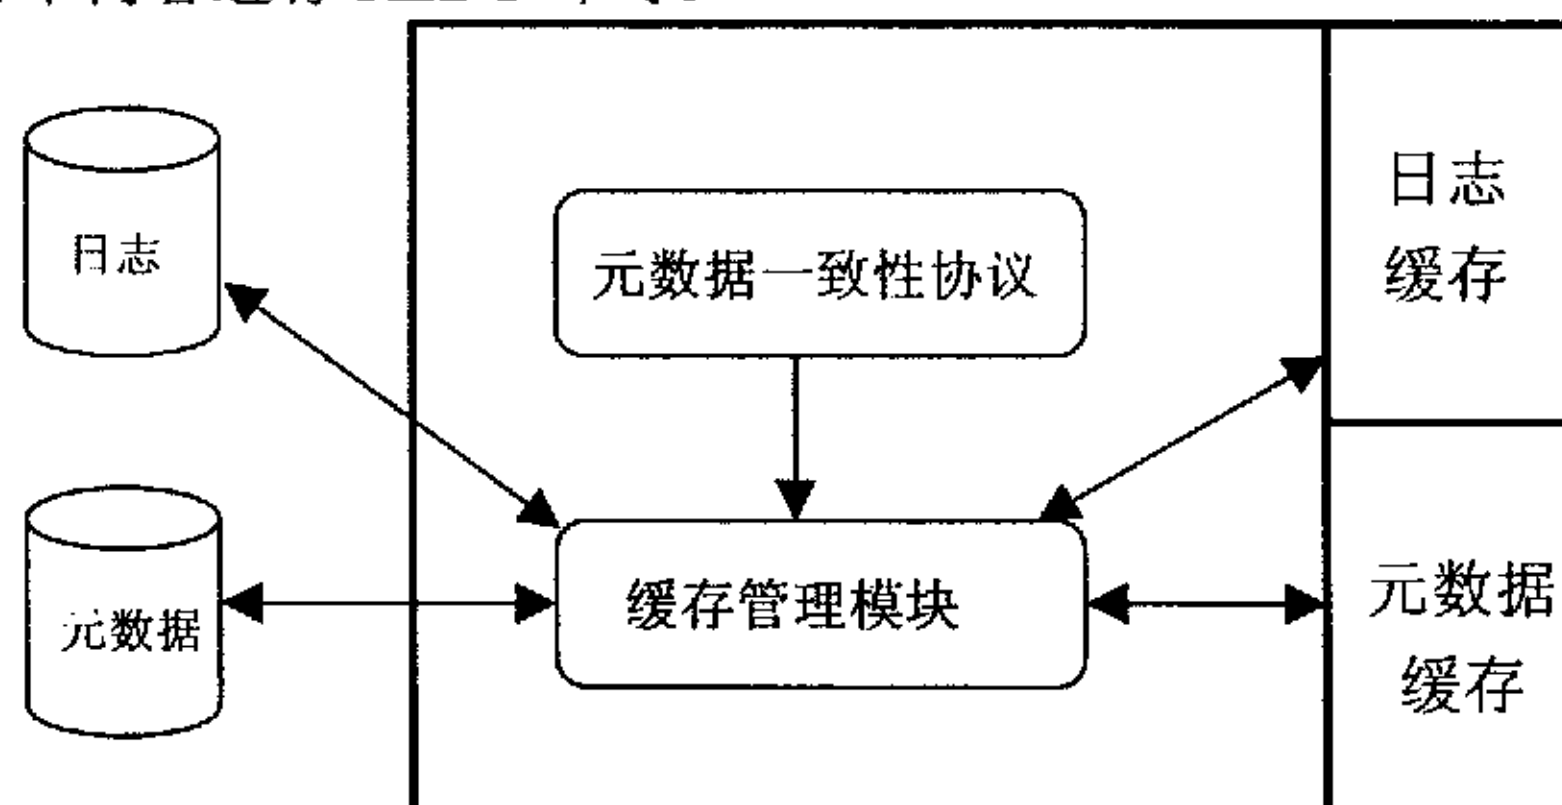 日志
元数据一致性协议
日志
缓存
元数据
缓存管理模块
元数据
缓存